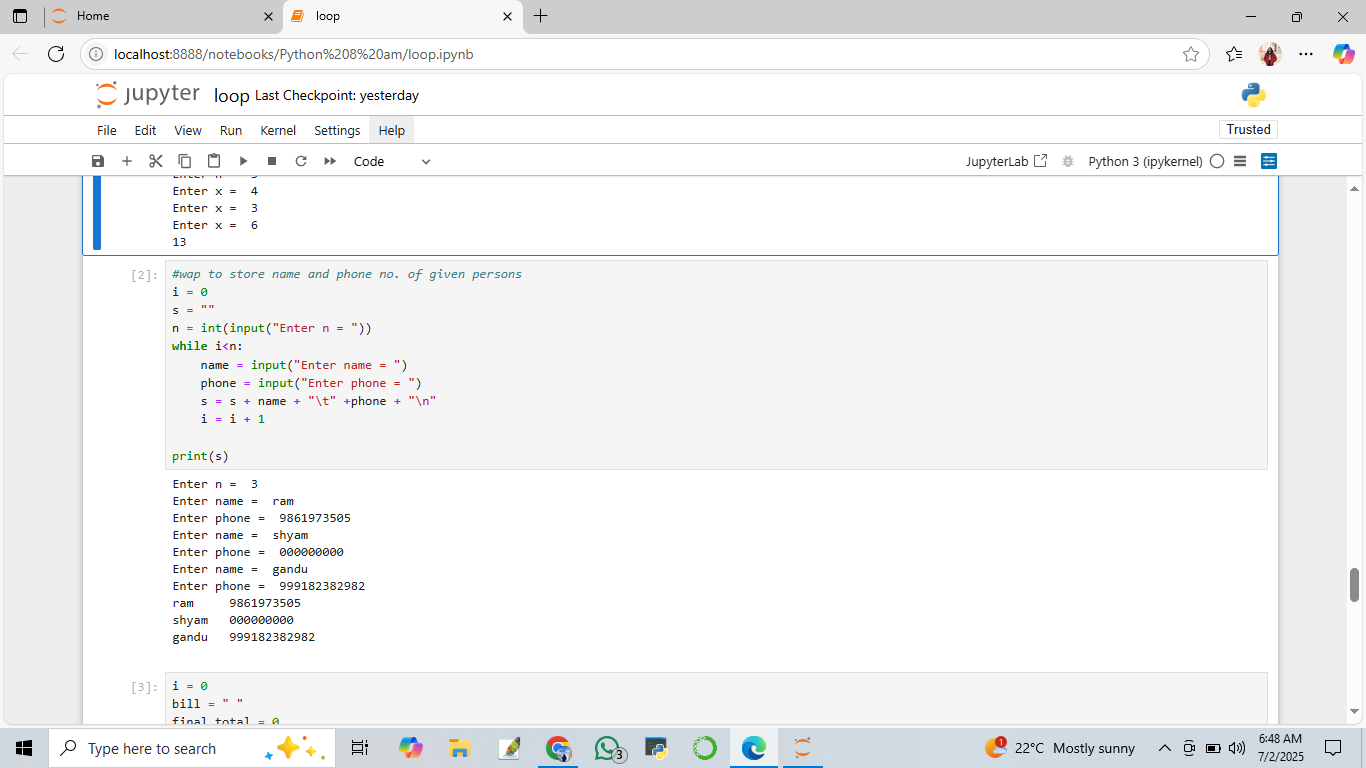 Home
loop
localhost:8888/notebooks/Python%208%20am/loop.ipynb
jupyter loop Last Checkpoint: yesterday
File Edit View Run Kernel Settings Help
Trusted
Code
JupyterLab
Python 3 (ipykernel)
Enter x = 4
Enter x = 3
Enter x = 6
13
[2]:
#wap to store name and phone no. of given persons
i = 0
s = ""
n = int(input("Enter n = "))
while i<n:
    name = input("Enter name = ")
    phone = input("Enter phone = ")
    s = s + name + "\t" +phone + "\n"
    i = i + 1
print(s)
Enter n =  3
Enter name =  ram
Enter phone =  9861973505
Enter name =  shyam
Enter phone =  000000000
Enter name =  gandu
Enter phone =  999182382982
ram     9861973505
shyam   000000000
gandu   999182382982
[3]:
i = 0
bill = " "
final_total = 0
Type here to search
3
1
22°C Mostly sunny
6:48 AM
7/2/2025